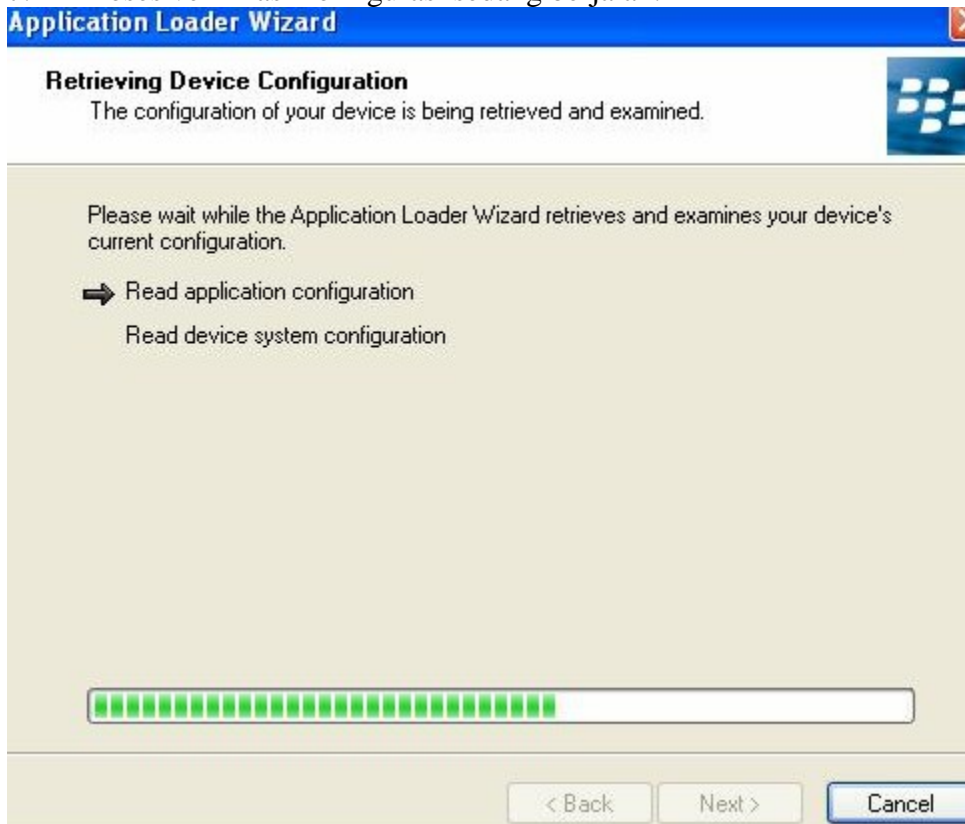 Application Loader Wizard
Retrieving Device Configuration
The configuration of your device is being retrieved and examined.
Please wait while the Application Loader Wizard retrieves and examines your device's
current configuration.
Read application configuration
Read device system configuration
< Back
Next >
Cancel